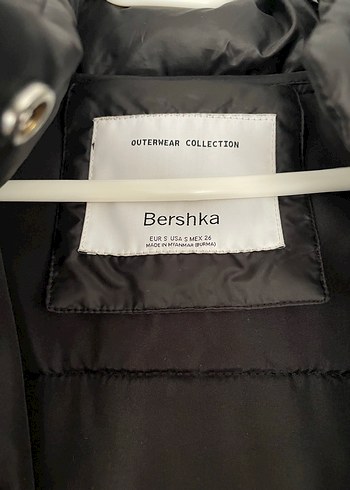 OUTERWEAR COLLECTION
Bershka
EUR S USA S MEX 26
MADE IN MYANMAR (BURMA)